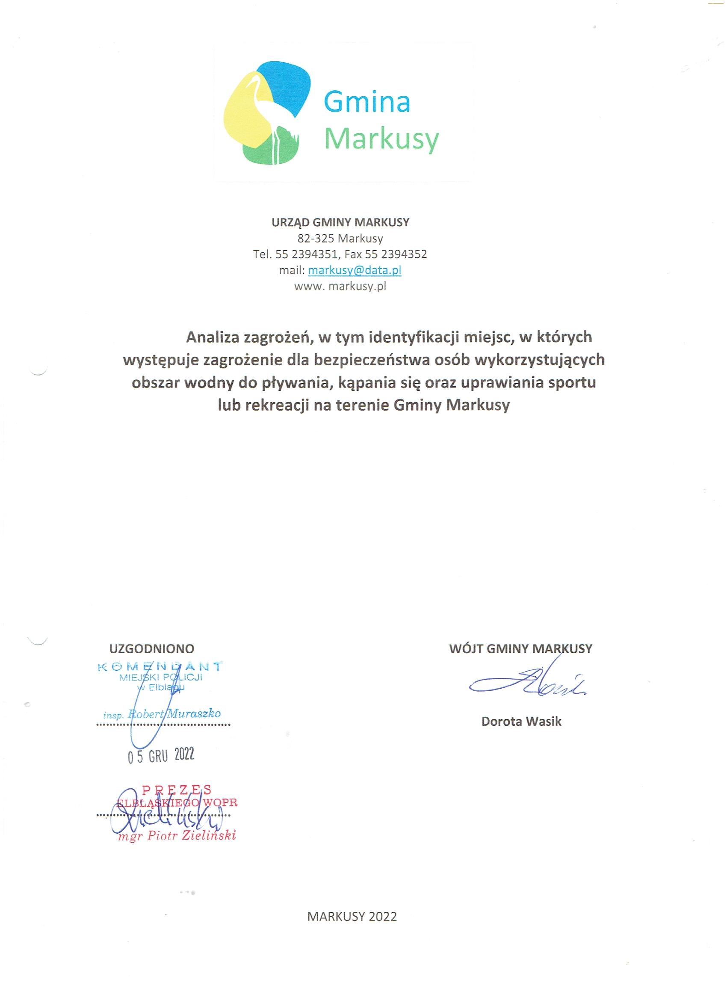 Gmina
Markusy
URZĄD GMINY MARKUSY
82-325 Markusy
Tel. 55 2394351, Fax 55 2394352
mail: markusy@data.pl
www. markusy.pl
Analiza zagrożeń, w tym identyfikacji miejsc, w których
występuje zagrożenie dla bezpieczeństwa osób wykorzystujących
obszar wodny do pływania, kąpania się oraz uprawiania sportu
lub rekreacji na terenie Gminy Markusy
UZGODNIONO
KOMENDANT
MIEJSKI POLICJI
w Elblągu
insp. Robert Muraszko
05 GRU 2022
PREZES
ELBLĄSKIEGO WOPR
mgr Piotr Zieliński
WÓJT GMINY MARKUSY
Dorota Wasik
MARKUSY 2022